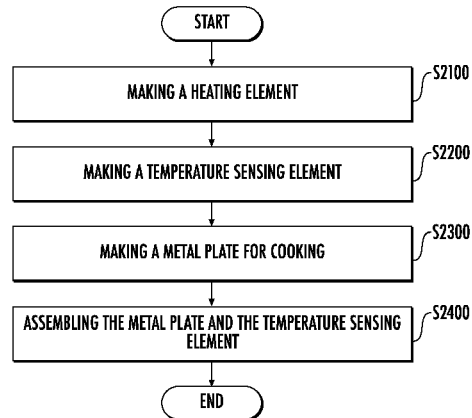 START
MAKING A HEATING ELEMENT
S2100
MAKING A TEMPERATURE SENSING ELEMENT
S2200
MAKING A METAL PLATE FOR COOKING
S2300
ASSEMBLING THE METAL PLATE AND THE TEMPERATURE SENSING
ELEMENT
S2400
END